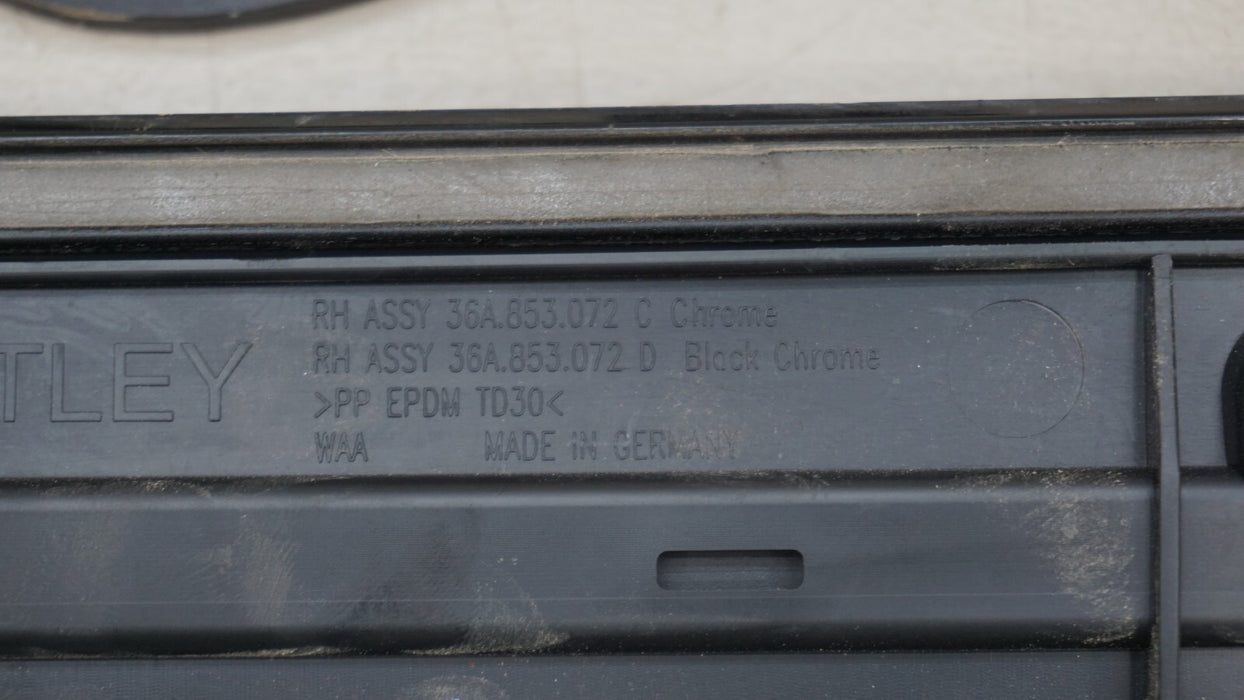 TLEY
RH ASSY 36A.853.072 C Chrome
RH ASSY 36A.853.072 D Black Chrome
>PP EPDM TD30<
WAA MADE IN GERMANY